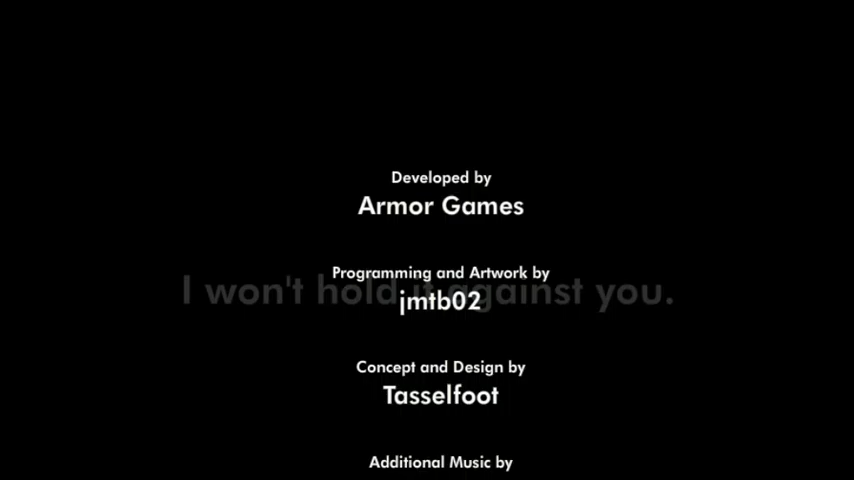 Developed by
Armor Games
Programming and Artwork by
I won't hold it against you.
jmtb02
Concept and Design by
Tasselfoot
Additional Music by